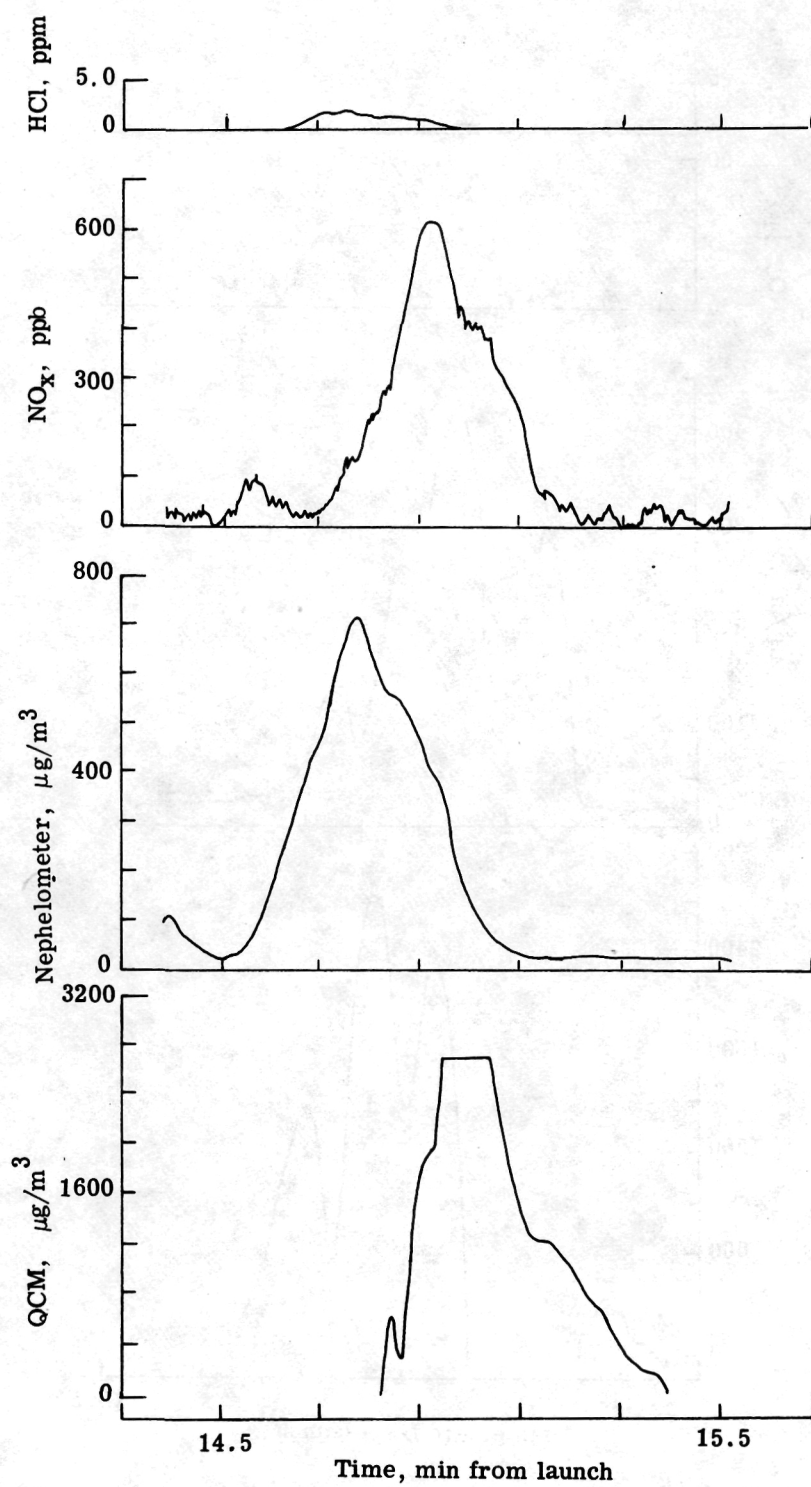 HCl, ppm
5.0
0
NOx, ppb
600
300
0
Nephelometer, μg/m3
800
400
0
QCM, μg/m3
3200
1600
0
14.5
15.5
Time, min from launch